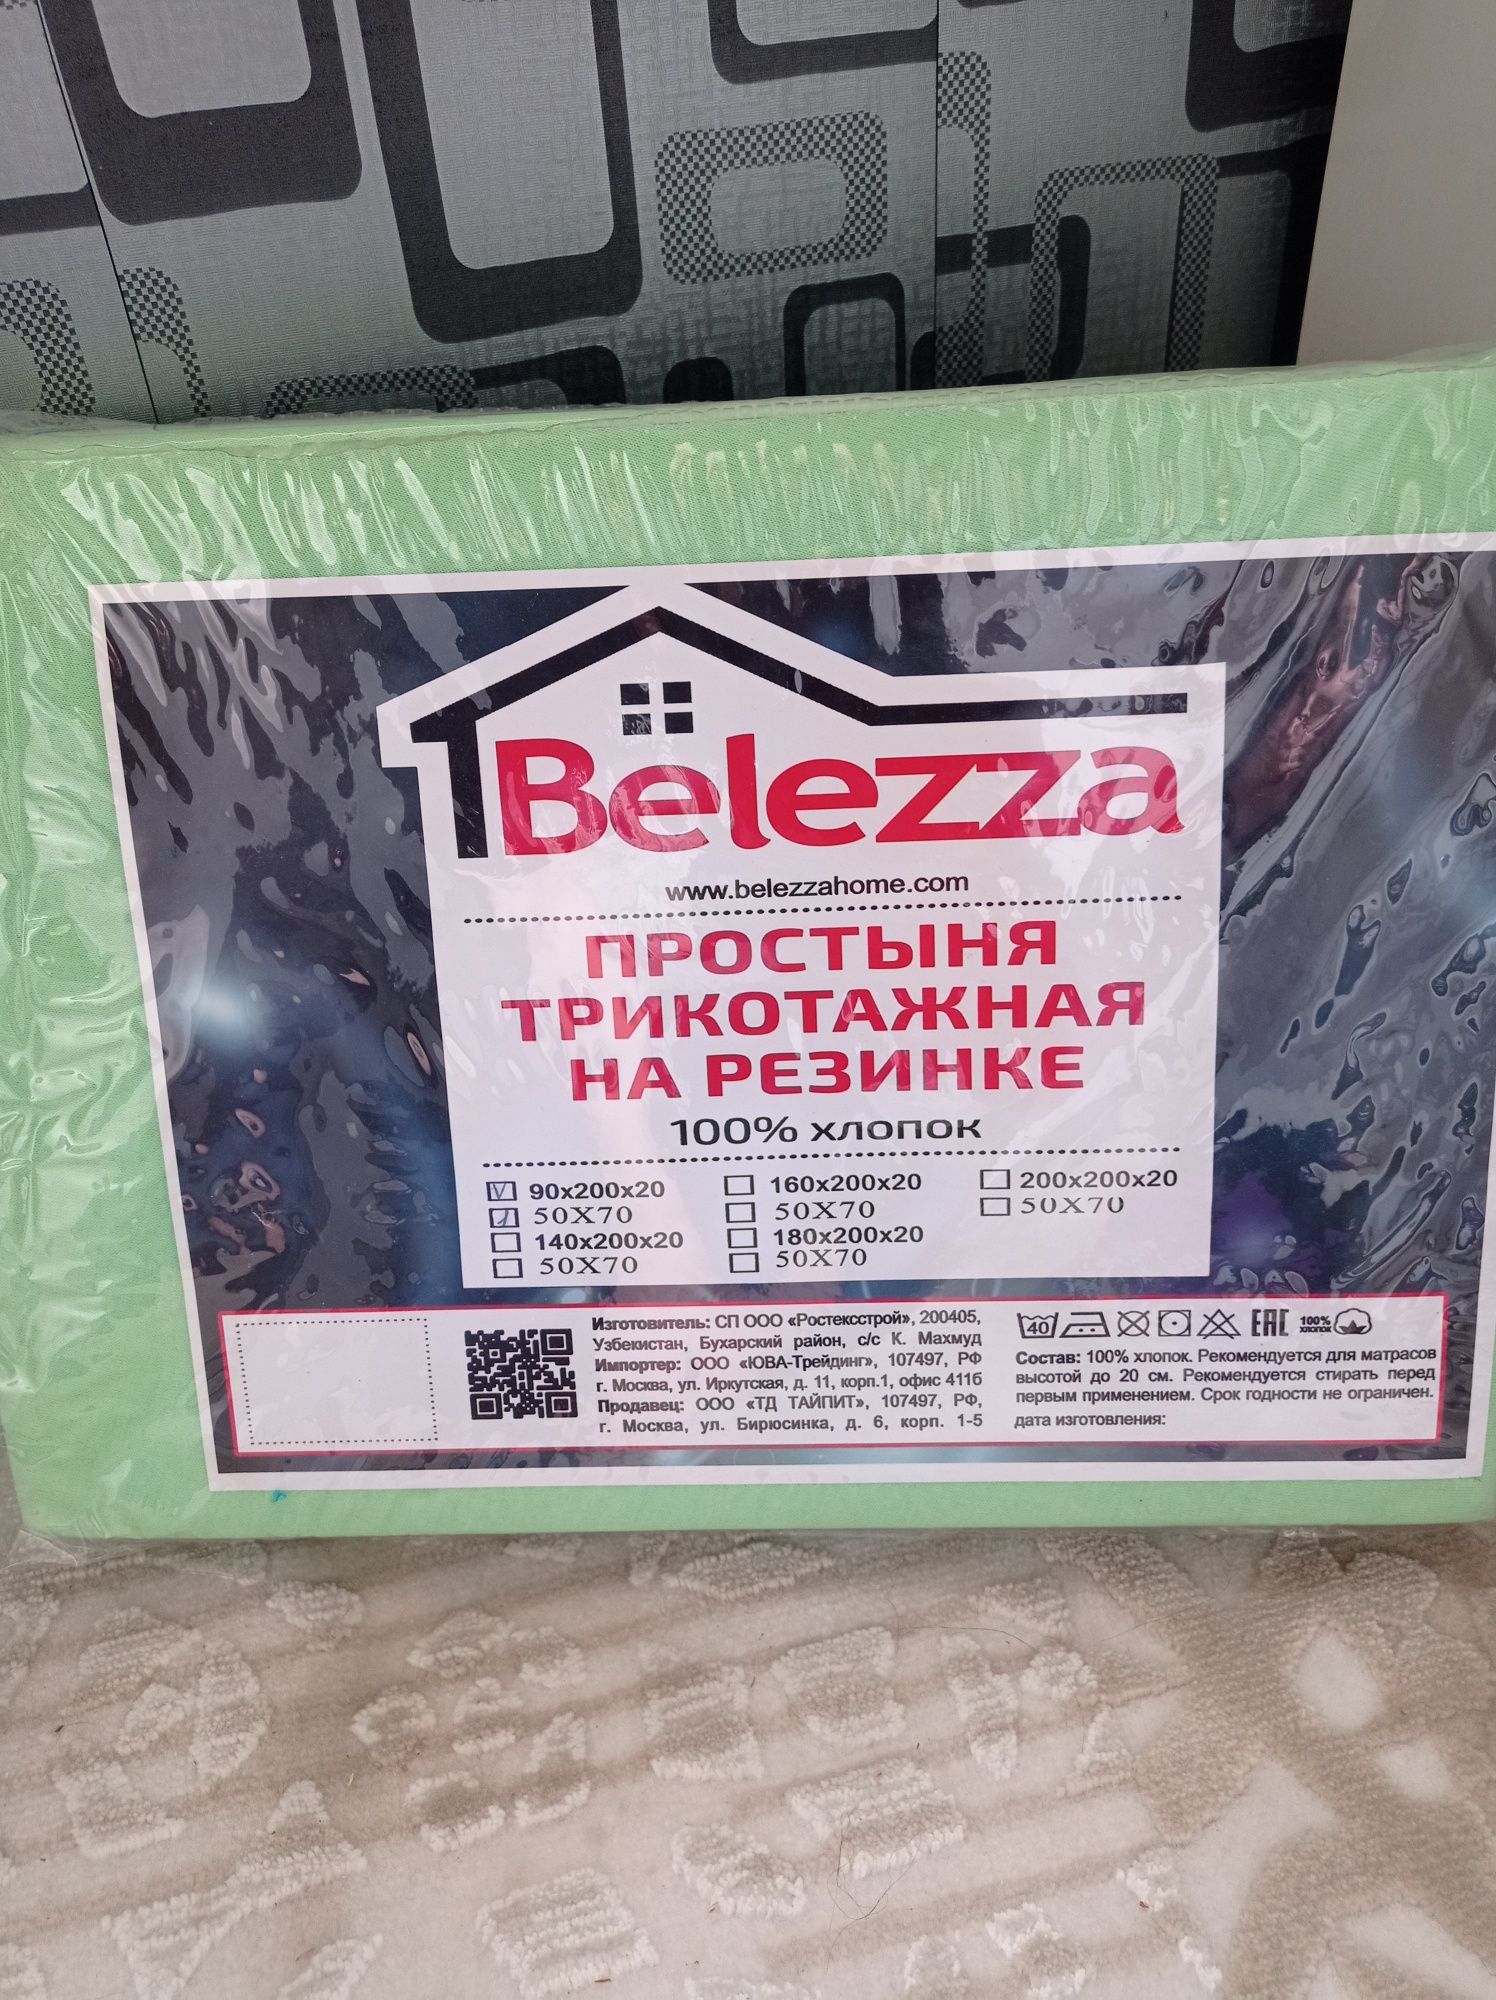 Belezza
www.belezzahome.com
ПРОСТЫНЯ
ТРИКОТАЖНАЯ
НА РЕЗИНКЕ
100% ХЛОПОК
90x200x20
50X70
140x200x20
50X70
160x200x20
50X70
180x200x20
50X70
200x200x20
50X70
Изготовитель: СП ООО «Ростексстрой», 200405,
Узбекистан, Бухарский район, с/с К. Махмуд
Импортер: ООО «ЮВА-Трейдинг», 107497, РФ
г. Москва, ул. Иркутская, д. 11, корп.1, офис 411б
Продавец: ООО «ТД ТАЙПИТ», 107497, РФ,
г. Москва, ул. Бирюсинка, д. 6, корп. 1-5
40 EAC 100%
ХЛОПОК
Состав: 100% хлопок. Рекомендуется для матрасов
высотой до 20 см. Рекомендуется стирать перед
первым применением. Срок годности не ограничен.
дата изготовления: